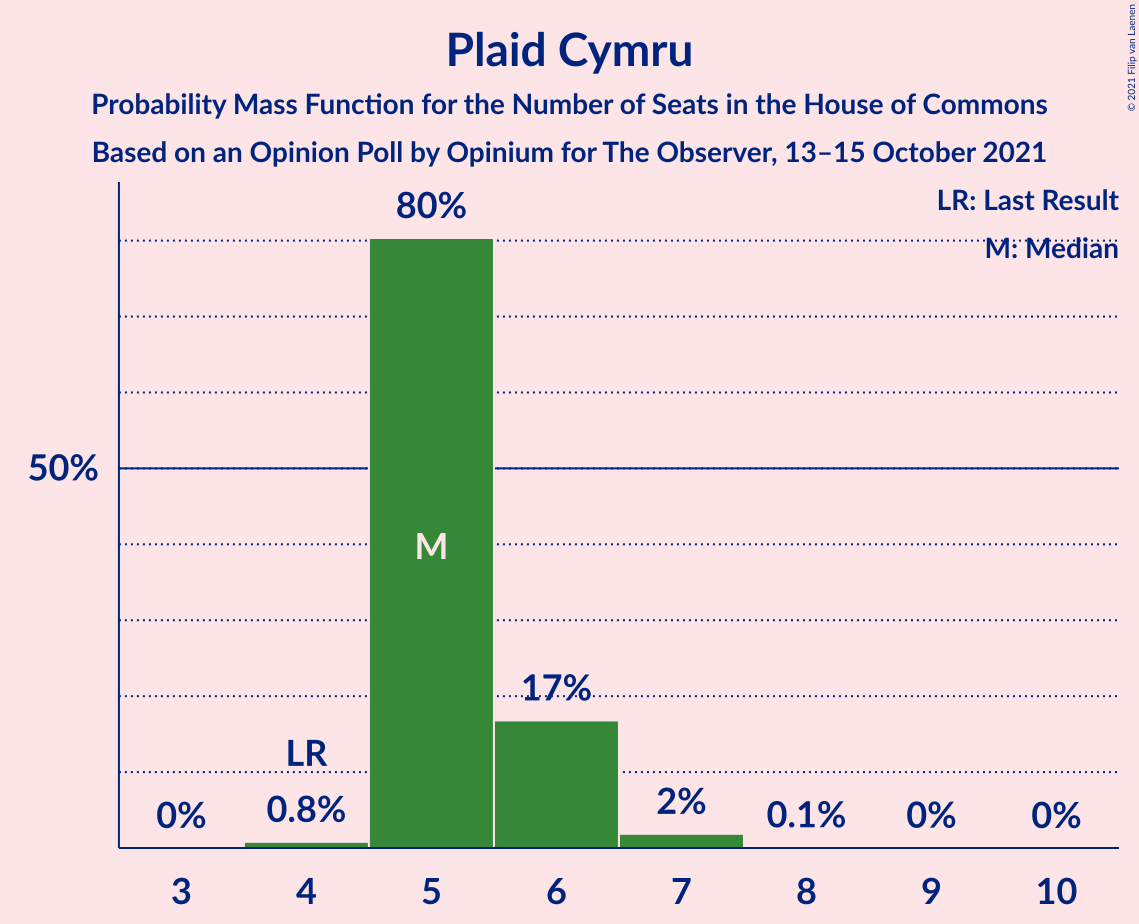 Plaid Cymru
Probability Mass Function for the Number of Seats in the House of Commons
Based on an Opinion Poll by Opinium for The Observer, 13–15 October 2021
© 2021 Filip van Laenen
LR: Last Result
M: Median
80%
50%
M
17%
LR
0% 0.8% 2% 0.1% 0% 0%
3 4 5 6 7 8 9 10